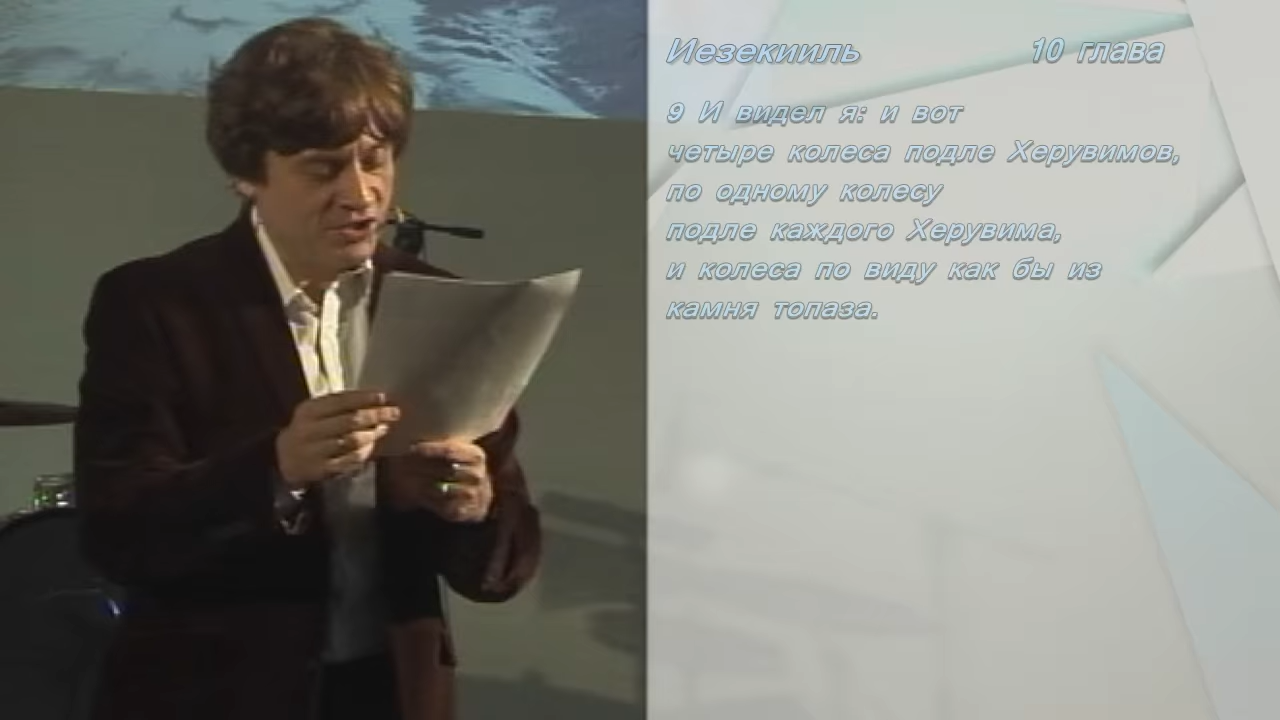 Иезекииль 10 глава
9 И видел я: и вот
четыре колеса подле Херувимов,
по одному колесу
подле каждого Херувима,
и колеса по виду как бы из
камня топаза.